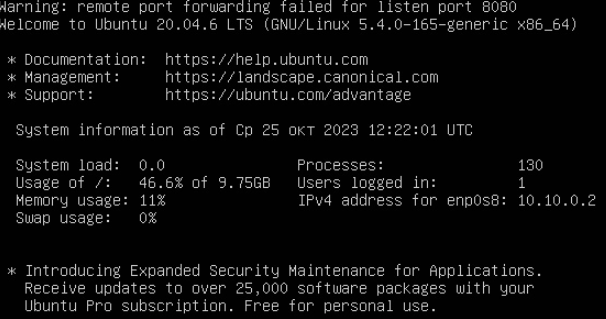 Warning: remote port forwarding failed for listen port 8080
Welcome to Ubuntu 20.04.6 LTS (GNU/Linux 5.4.0-165-generic x86_64)
* Documentation:  https://help.ubuntu.com
* Management:     https://landscape.canonical.com
* Support:        https://ubuntu.com/advantage
System information as of Ср 25 окт 2023 12:22:01 UTC
System load:  0.0                Processes:               130
Usage of /:   46.6% of 9.75GB   Users logged in:         1
Memory usage: 11%                IPv4 address for enp0s8: 10.10.0.2
Swap usage:   0%
* Introducing Expanded Security Maintenance for Applications.
Receive updates to over 25,000 software packages with your
Ubuntu Pro subscription. Free for personal use.